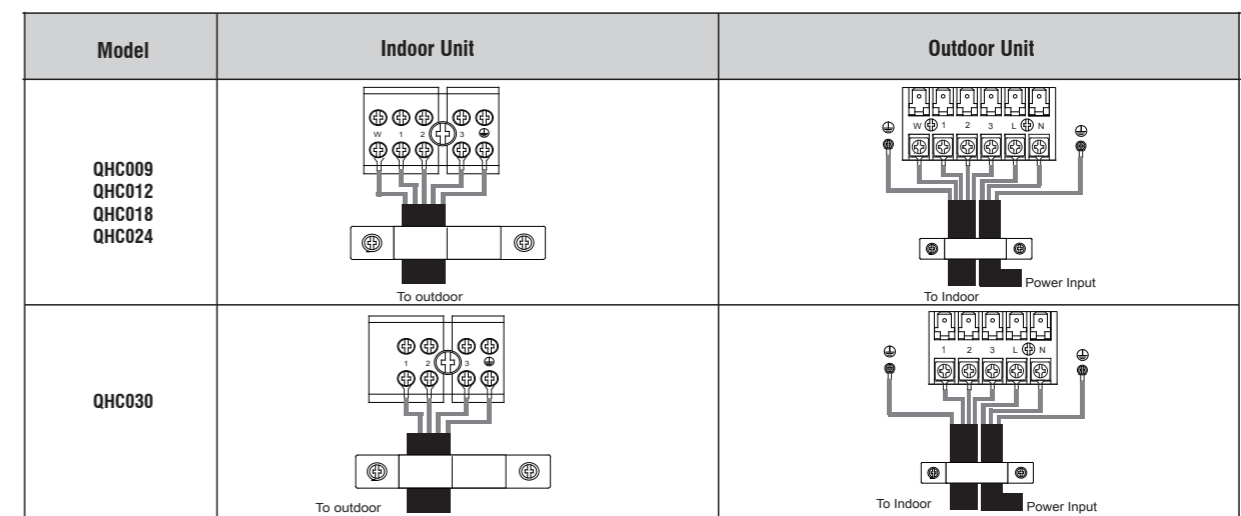 Model Indoor Unit Outdoor Unit
QHC009
QHC012
QHC018
QHC024
W 1 2 3
To outdoor
W 1 2 3 L N
To Indoor
Power Input
QHC030
1 2 3
To outdoor
1 2 3 L N
To Indoor
Power Input